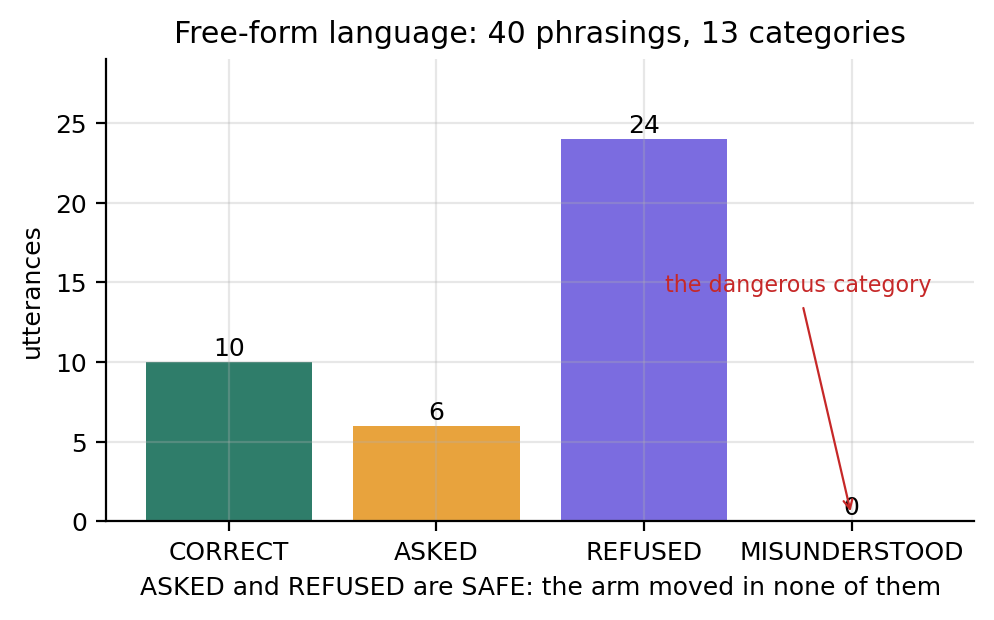 Free-form language: 40 phrasings, 13 categories
utterances
25
20
15
10
5
0
10
6
24
0
the dangerous category
CORRECT
ASKED
REFUSED
MISUNDERSTOOD
ASKED and REFUSED are SAFE: the arm moved in none of them